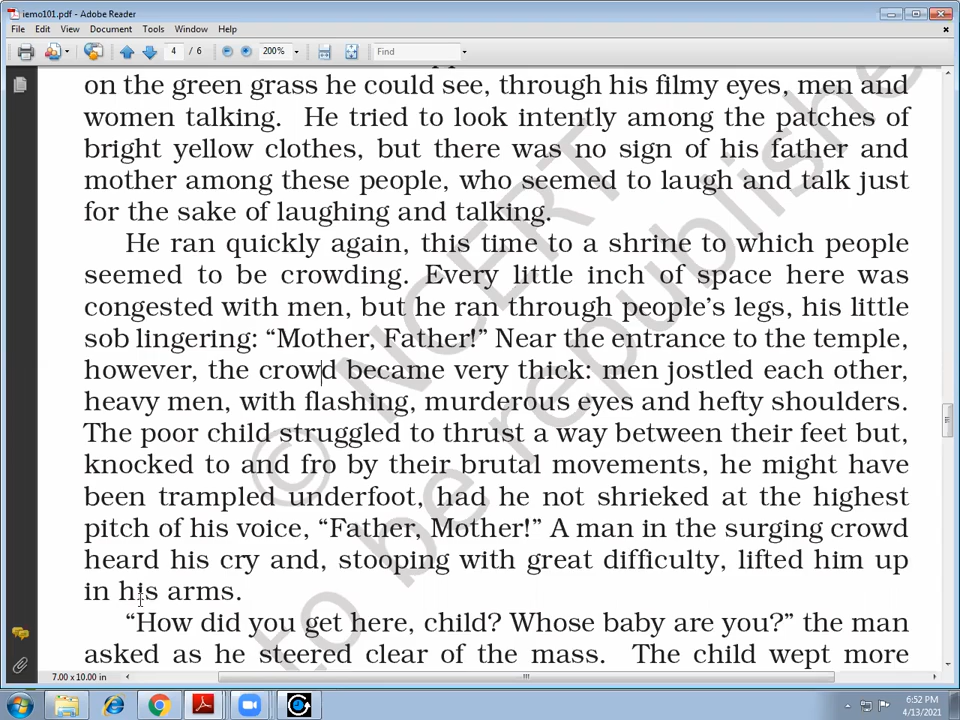 iemo101.pdf - Adobe Reader
File Edit View Document Tools Window Help
4 / 6 200% Find
on the green grass he could see, through his filmy eyes, men and
women talking. He tried to look intently among the patches of
bright yellow clothes, but there was no sign of his father and
mother among these people, who seemed to laugh and talk just
for the sake of laughing and talking.
He ran quickly again, this time to a shrine to which people
seemed to be crowding. Every little inch of space here was
congested with men, but he ran through people's legs, his little
sob lingering: “Mother, Father!” Near the entrance to the temple,
however, the crowd became very thick: men jostled each other,
heavy men, with flashing, murderous eyes and hefty shoulders.
The poor child struggled to thrust a way between their feet but,
knocked to and fro by their brutal movements, he might have
been trampled underfoot, had he not shrieked at the highest
pitch of his voice, “Father, Mother!” A man in the surging crowd
heard his cry and, stooping with great difficulty, lifted him up
in his arms.
“How did you get here, child? Whose baby are you?” the man
asked as he steered clear of the mass. The child wept more
© NCERT
to be republishe
7.00 x 10.00 in
6:52 PM
4/13/2021